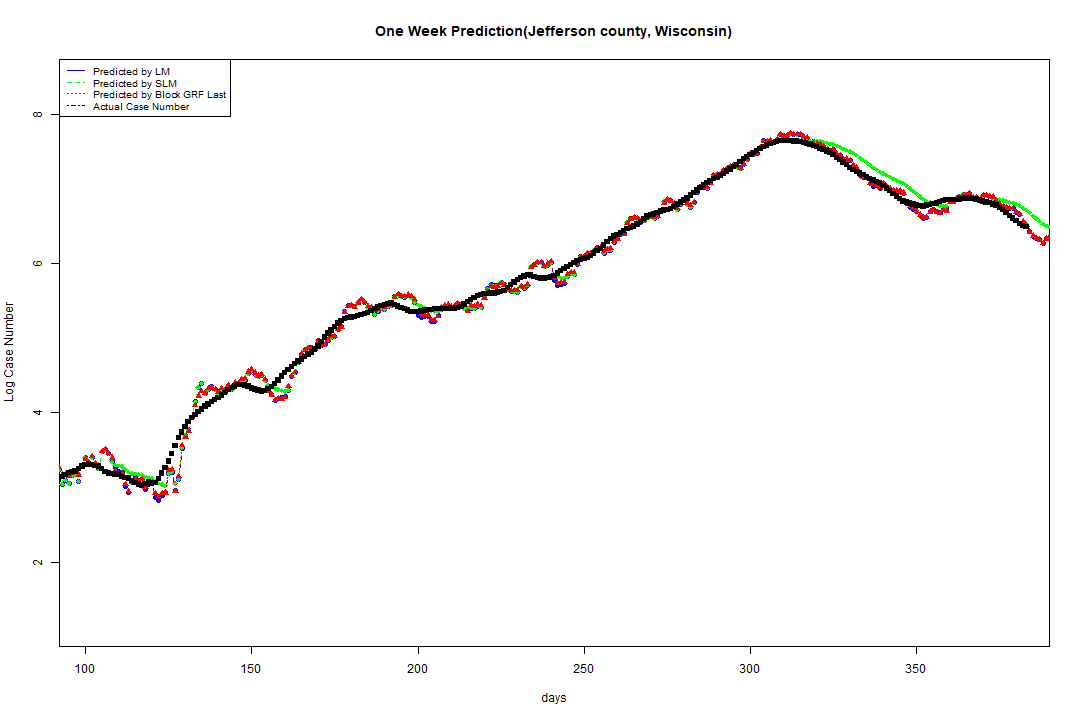 One Week Prediction(Jefferson county, Wisconsin)
Predicted by LM
Predicted by SLM
Predicted by Block GRF Last
Actual Case Number
8
6
4
2
Log Case Number
100 150 200 250 300 350
days